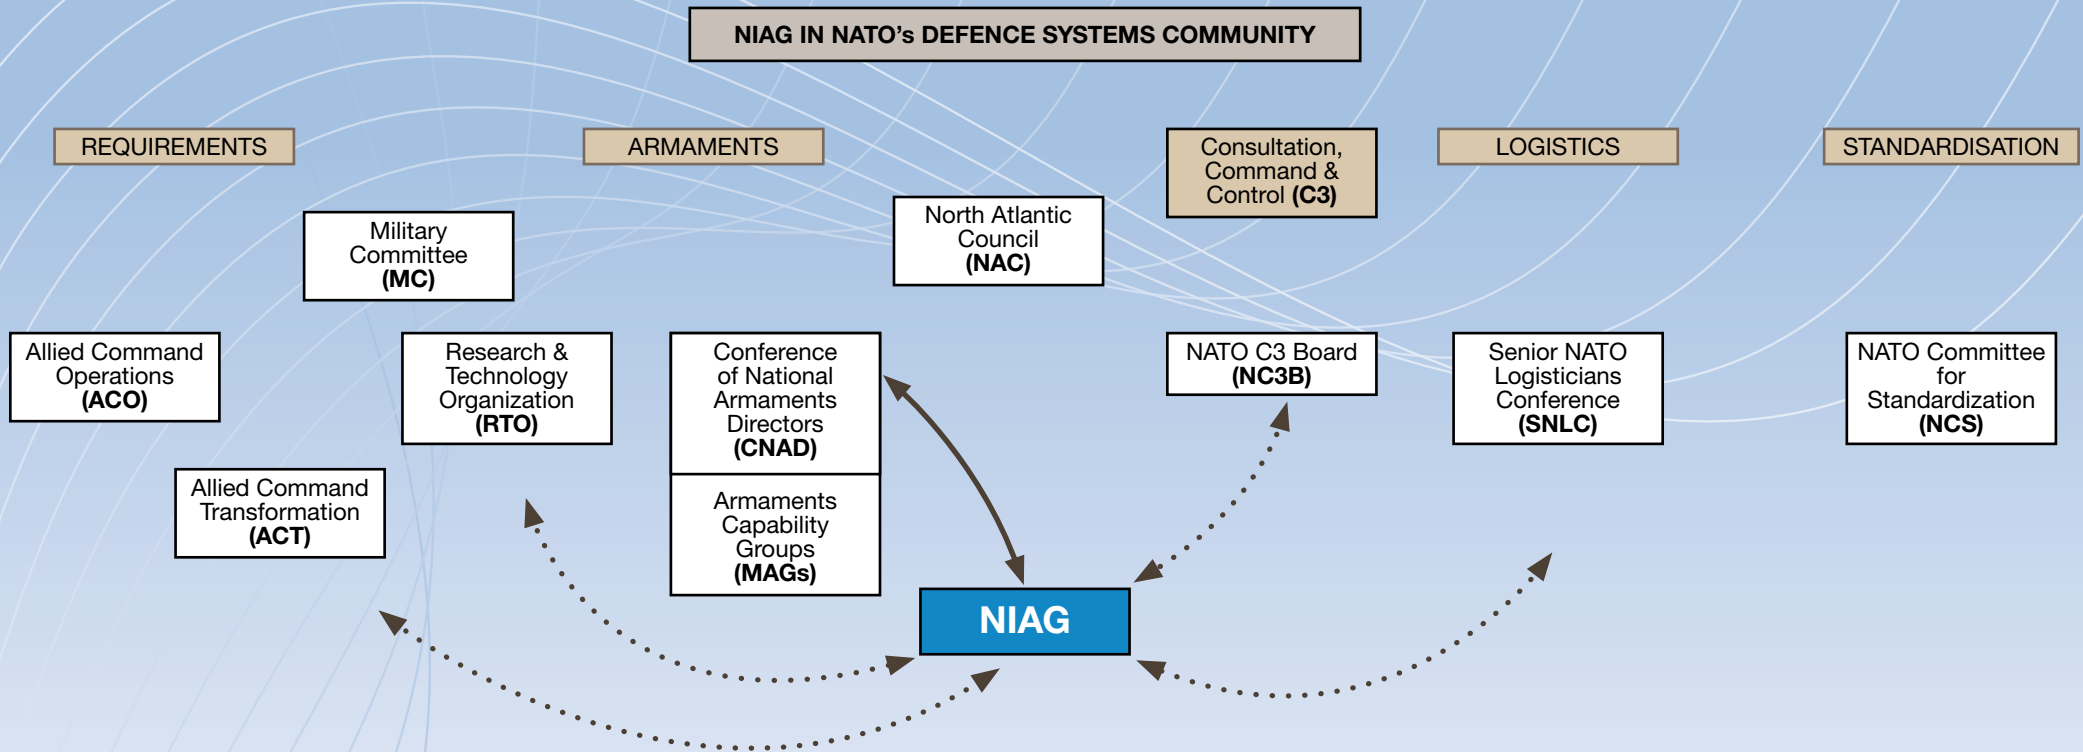 NIAG IN NATO's DEFENCE SYSTEMS COMMUNITY
REQUIREMENTS
ARMAMENTS
Consultation,
Command &
Control (C3)
LOGISTICS
STANDARDISATION
Military
Committee
(MC)
North Atlantic
Council
(NAC)
Allied Command
Operations
(ACO)
Research &
Technology
Organization
(RTO)
Conference
of National
Armaments
Directors
(CNAD)
NATO C3 Board
(NC3B)
Senior NATO
Logisticians
Conference
(SNLC)
NATO Committee
for
Standardization
(NCS)
Allied Command
Transformation
(ACT)
Armaments
Capability
Groups
(MAGs)
NIAG